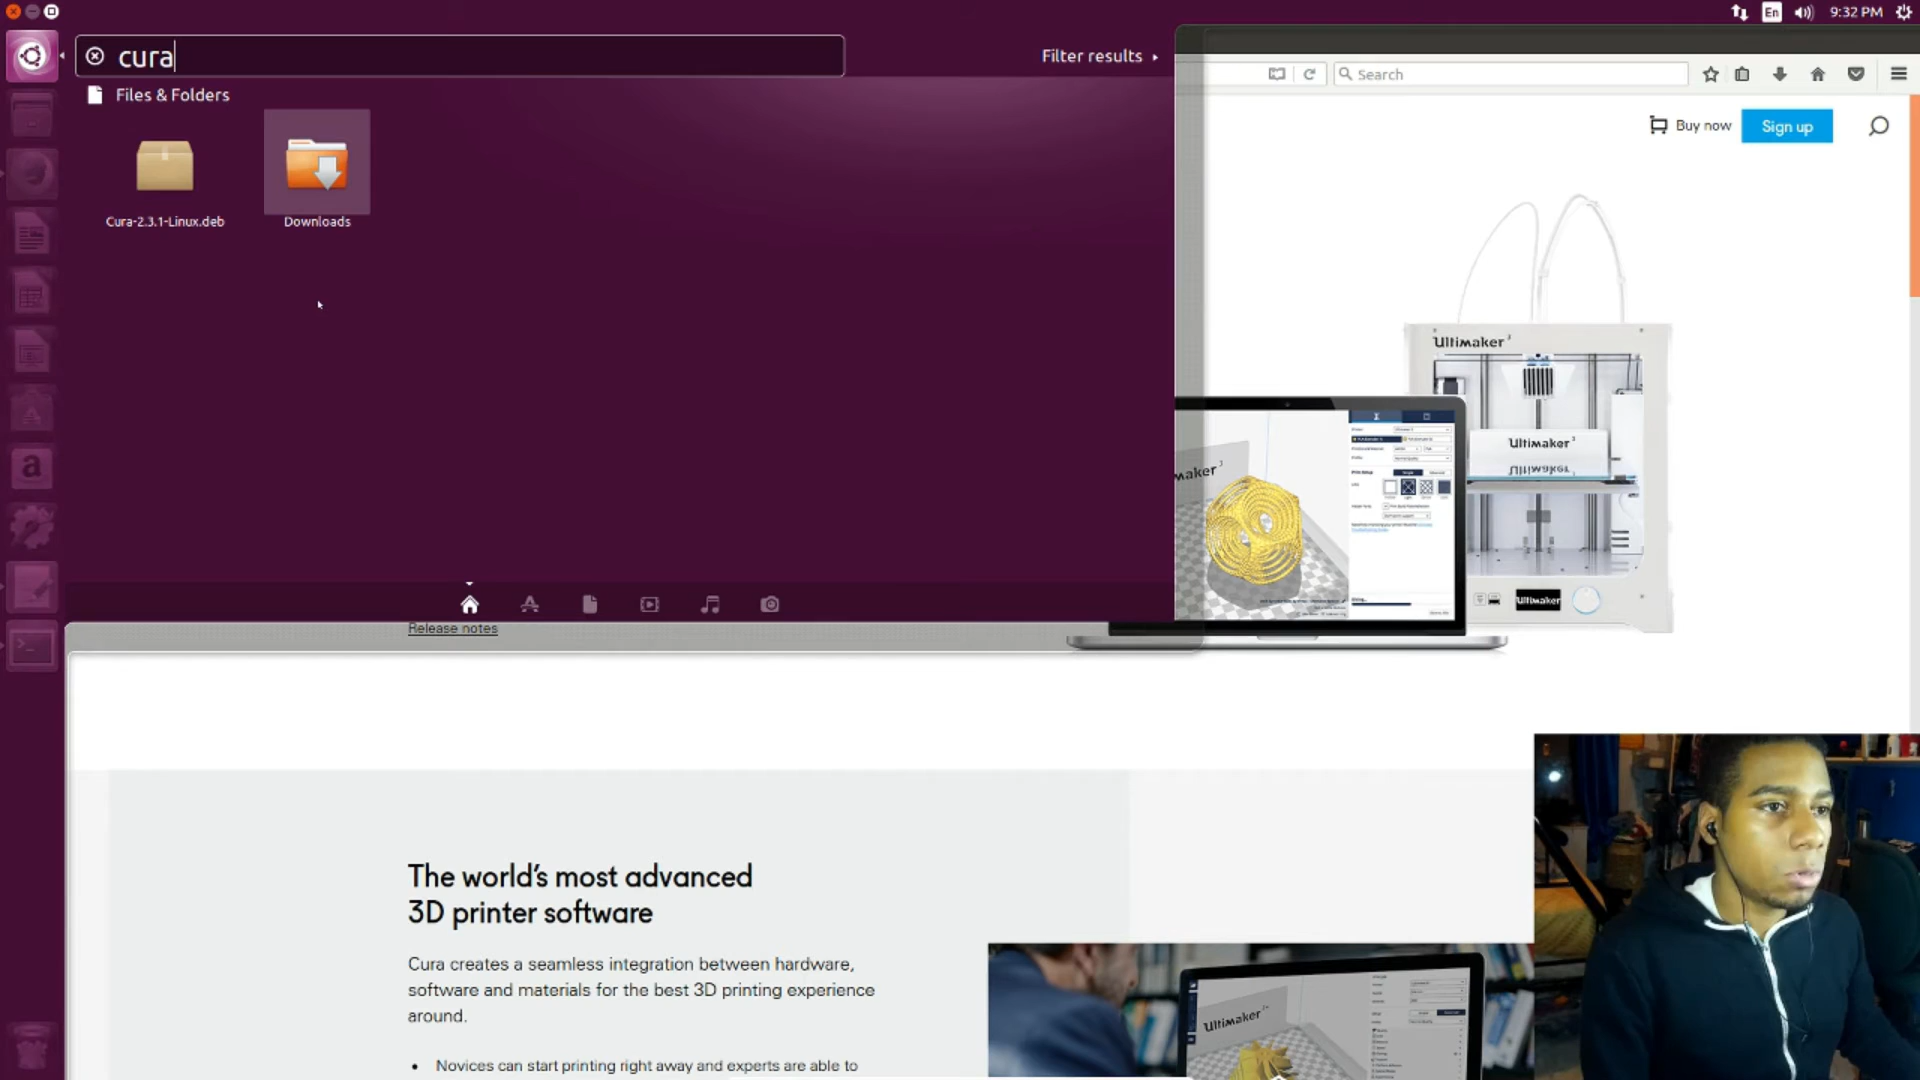 En
9:32 PM
cura
Filter results
Search
Files & Folders
Buy now
Sign up
Cura-2.3.1-Linux.deb
Downloads
Ultimaker³
Ultimaker³
Ultimaker
maker³
Release notes
The world's most advanced
3D printer software
Cura creates a seamless integration between hardware,
software and materials for the best 3D printing experience
around.
• Novices can start printing right away and experts are able to
Ultimaker